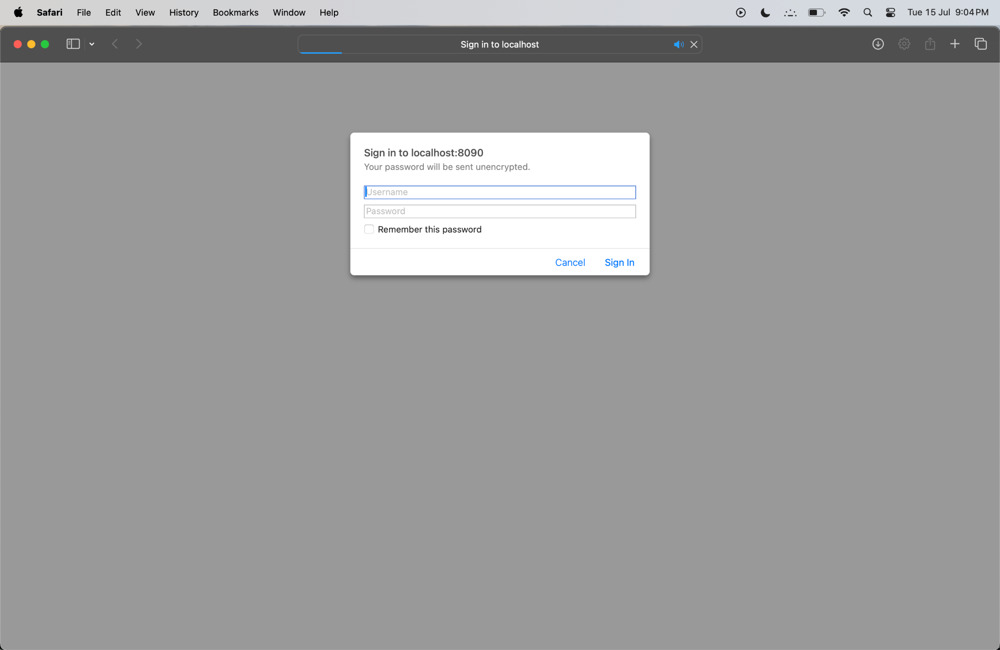 Safari File Edit View History Bookmarks Window Help Tue 15 Jul 9:04 PM
Sign in to localhost
Sign in to localhost:8090
Your password will be sent unencrypted.
Username
Password
Remember this password
Cancel Sign In